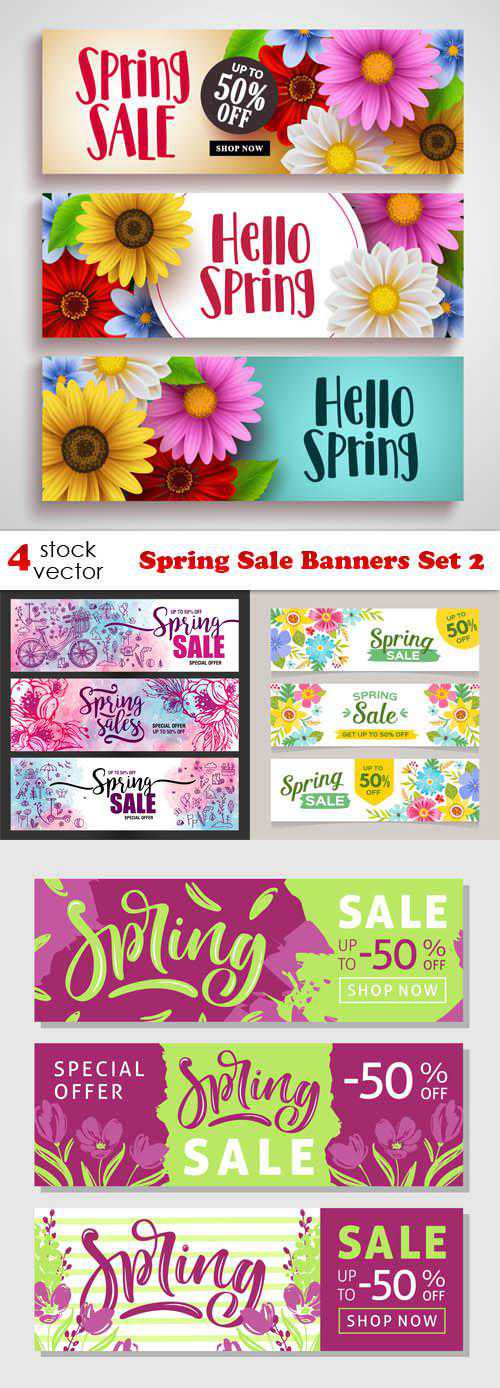 Spring
SALE
UP TO
50%
OFF
SHOP NOW
Hello
Spring
Hello
Spring
4 stock
vector
Spring Sale Banners Set 2
UP TO 50% OFF
Spring
SALE
SPECIAL OFFER
Spring
sales
SPECIAL OFFER
UP TO 50% OFF
UP TO 50% OFF
Spring
SALE
SPECIAL OFFER
Spring
SALE
UP TO
50%
OFF
SPRING
Sale
GET UP TO 50% OFF
Spring
SALE
UP TO
50%
OFF
Spring
SALE
UP TO -50% OFF
SHOP NOW
SPECIAL
OFFER
Spring
SALE
-50% OFF
Spring
SALE
UP TO -50% OFF
SHOP NOW